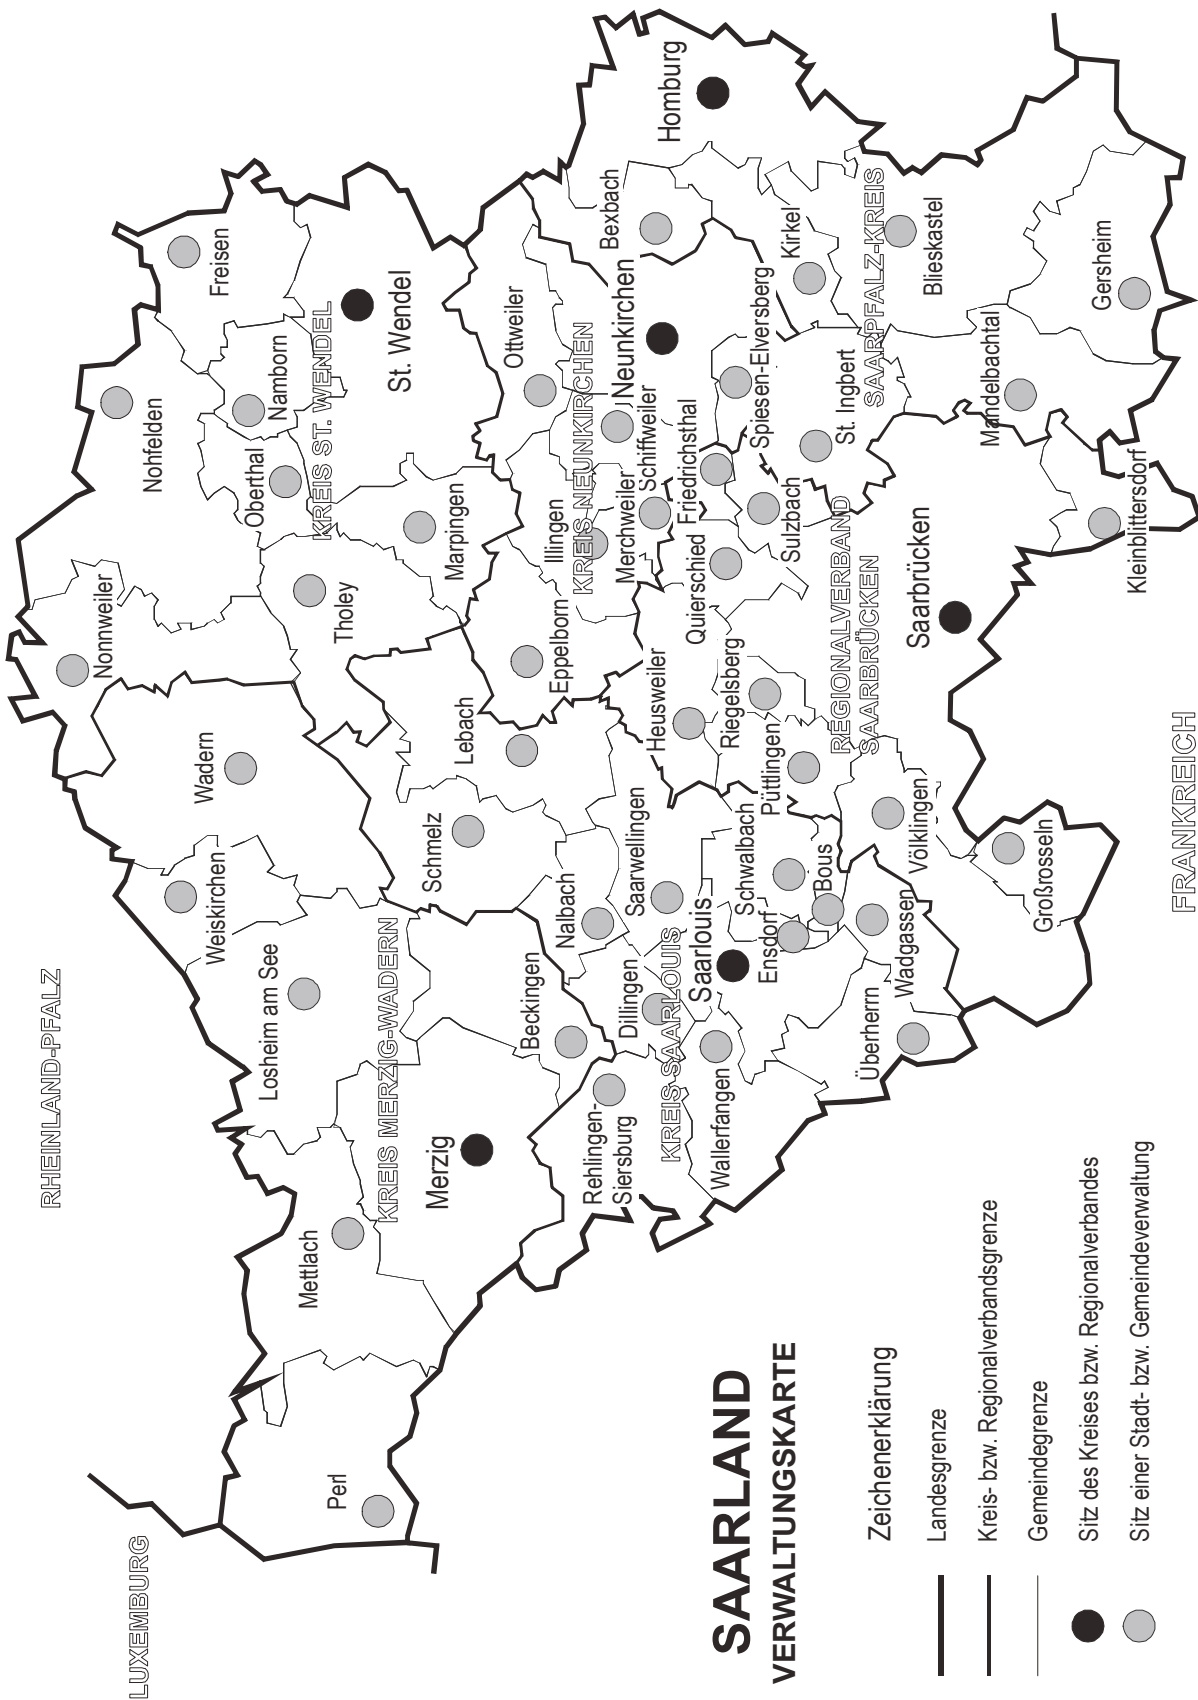 RHEINLAND-PFALZ
LUXEMBURG
FRANKREICH
Nonnweiler
Nohfelden
Freisen
Weiskirchen
Wadern
Oberthal
Namborn
Losheim am See
Tholey
KREIS ST. WENDEL
St. Wendel
Mettlach
Perl
KREIS MERZIG-WADERN
Merzig
Schmelz
Lebach
Marpingen
Ottweiler
Beckingen
Nalbach
Eppelborn
Illingen
KREIS NEUNKIRCHEN
Neunkirchen
Bexbach
Homburg
Rehlingen-
Siersburg
Dillingen
Saarwellingen
Heusweiler
Merchweiler
Schiffweiler
KREIS SAARLOUIS
Saarlouis
Wallerfangen
Schwalbach
Riegelsberg
Quierschied
Friedrichsthal
Spiesen-Elversberg
Kirkel
Ensdorf
Bous
Püttlingen
Sulzbach
St. Ingbert
SAARPFALZ-KREIS
Überherrn
Wadgassen
Völklingen
REGIONALVERBAND
SAARBRÜCKEN
Saarbrücken
Blieskastel
Mandelbachtal
Gersheim
Großrosseln
Kleinbittersdorf
SAARLAND
VERWALTUNGSKARTE
Zeichenerklärung
Landesgrenze
Kreis- bzw. Regionalverbandsgrenze
Gemeindegrenze
Sitz des Kreises bzw. Regionalverbandes
Sitz einer Stadt- bzw. Gemeindeverwaltung